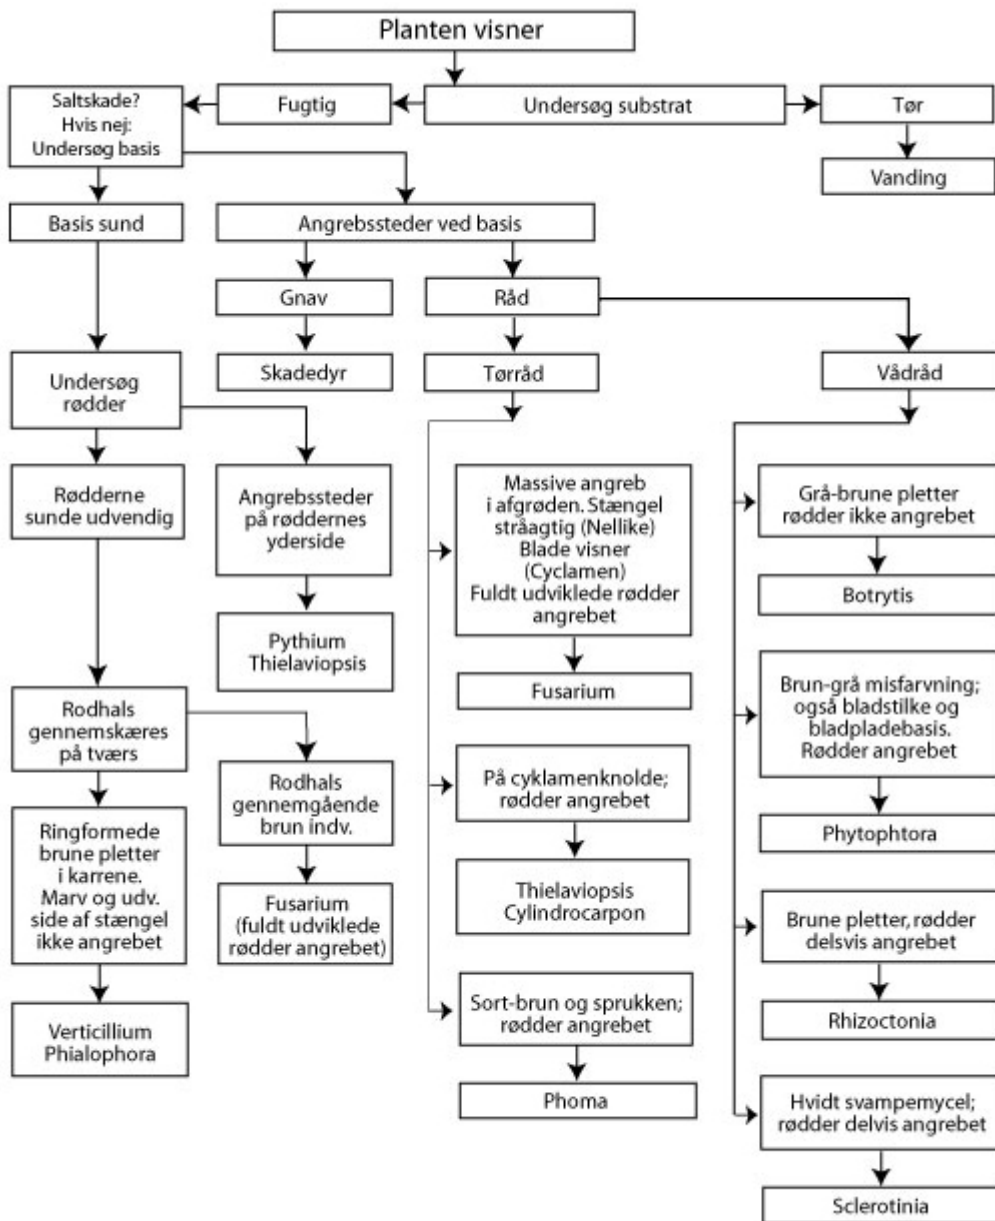 Planten visner
Saltskade?
Hvis nej:
Undersøg basis
Fugtig
Undersøg substrat
Tør
Vanding
Basis sund
Angrebssteder ved basis
Gnav
Råd
Skadedyr
Tørråd
Vådråd
Undersøg
rødder
Rødderne
sunde udvendig
Angrebssteder
på røddernes
yderside
Pythium
Thielaviopsis
Rodhals
gennemskæres
på tværs
Rodhals
gennemgående
brun indv.
Ringformede
brune pletter
i karrene.
Marv og udv.
side af stængel
ikke angrebet
Fusarium
(fuldt udviklede
rødder angrebet)
Verticillium
Phialophora
Massive angreb
i afgrøden. Stængel
stråagtig (Nellike)
Blade visner
(Cyclamen)
Fuldt udviklede rødder
angrebet
Fusarium
På cyklamenknolde;
rødder angrebet
Thielaviopsis
Cylindrocarpon
Sort-brun og sprukken;
rødder angrebet
Phoma
Grå-brune pletter
rødder ikke angrebet
Botrytis
Brun-grå misfarvning;
også bladstilke og
bladpladebasis.
Rødder angrebet
Phytophtora
Brune pletter, rødder
delsvis angrebet
Rhizoctonia
Hvidt svampemycel;
rødder delvis angrebet
Sclerotinia